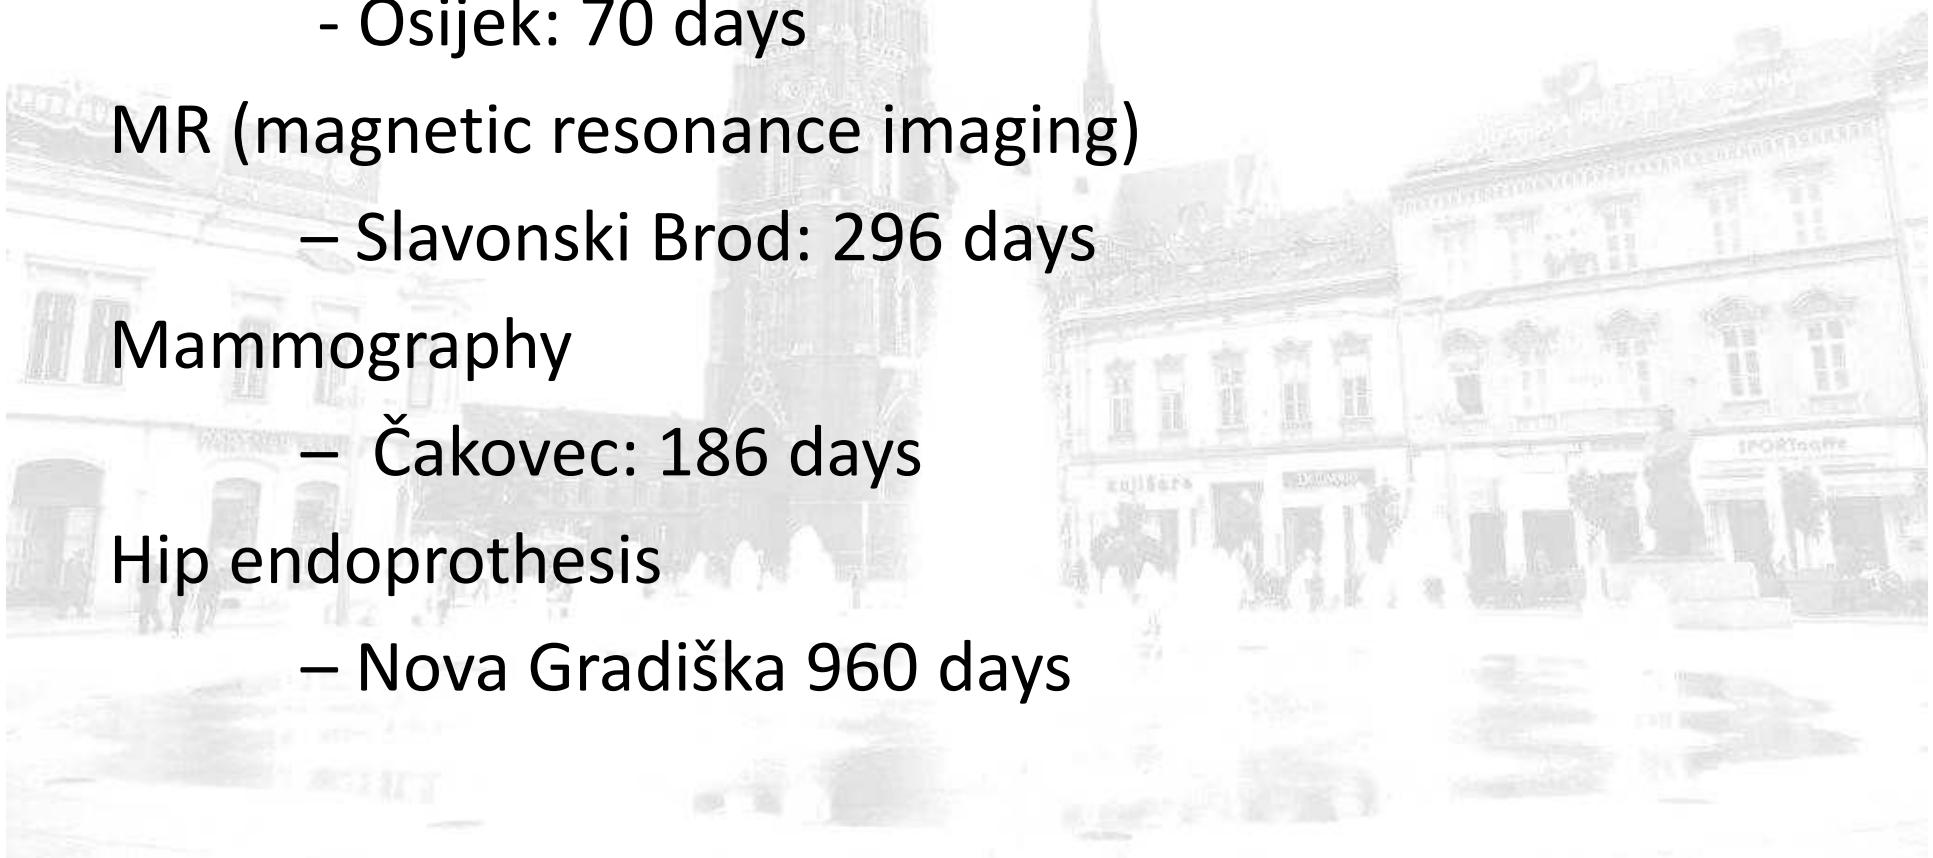 - Osijek: 70 days
MR (magnetic resonance imaging)
– Slavonski Brod: 296 days
Mammography
– Čakovec: 186 days
Hip endoprothesis
– Nova Gradiška 960 days